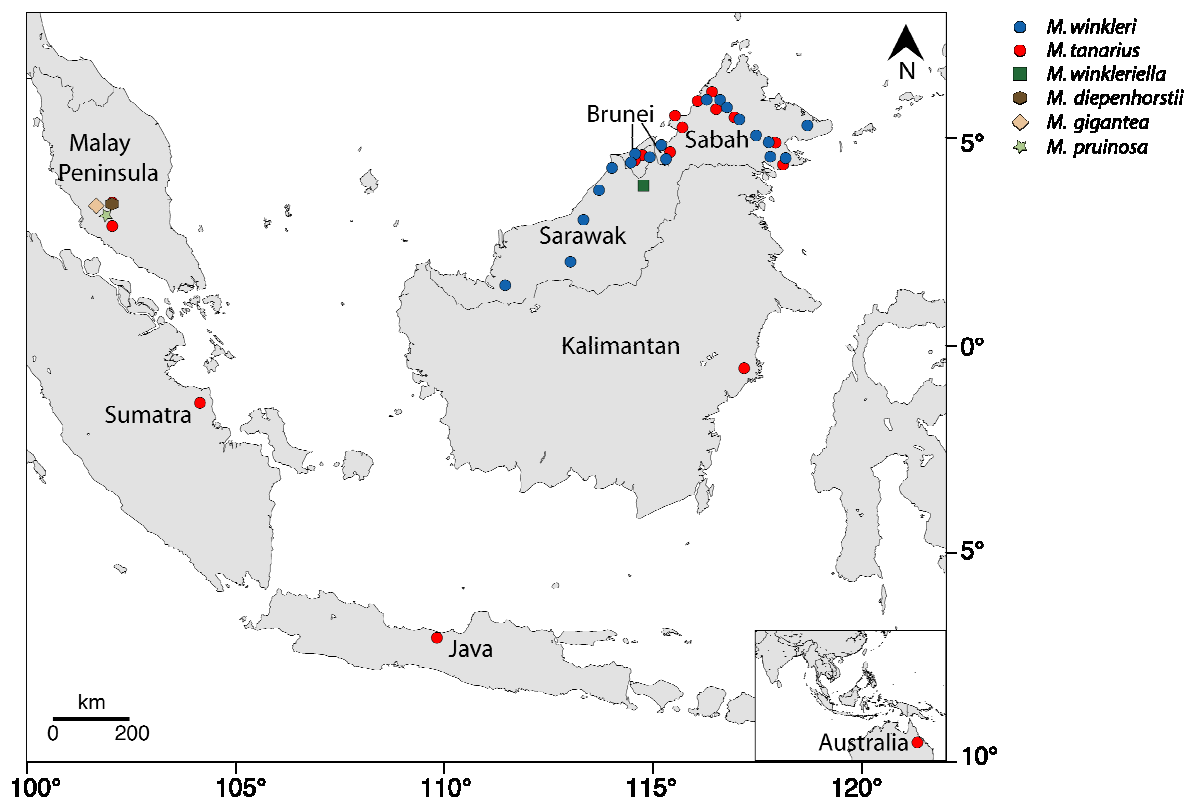 M. winkleri
M. tanarius
M. winkleriella
M. diepenhorstii
M. gigantea
M. pruinosa
N
Brunei
Malay
Peninsula
Sabah
5°
Sarawak
Kalimantan
0°
Sumatra
5°
Java
km
0 200
Australia
10°
100° 105° 110° 115° 120°